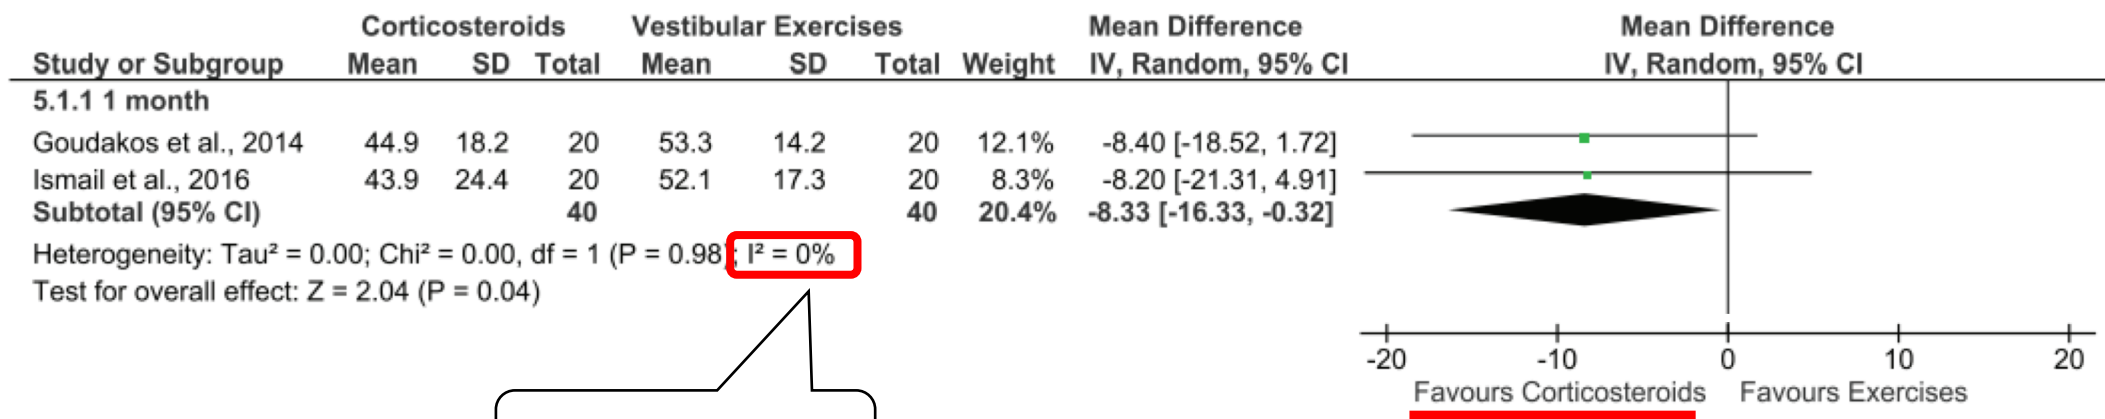 Corticosteroids Vestibular Exercises Mean Difference Mean Difference
Study or Subgroup Mean SD Total Mean SD Total Weight IV, Random, 95% CI IV, Random, 95% CI
5.1.1 1 month
Goudakos et al., 2014 44.9 18.2 20 53.3 14.2 20 12.1% -8.40 [-18.52, 1.72]
Ismail et al., 2016 43.9 24.4 20 52.1 17.3 20 8.3% -8.20 [-21.31, 4.91]
Subtotal (95% CI) 40 40 20.4% -8.33 [-16.33, -0.32]
Heterogeneity: Tau² = 0.00; Chi² = 0.00, df = 1 (P = 0.98); I² = 0%
Test for overall effect: Z = 2.04 (P = 0.04)
-20 -10 0 10 20
Favours Corticosteroids Favours Exercises